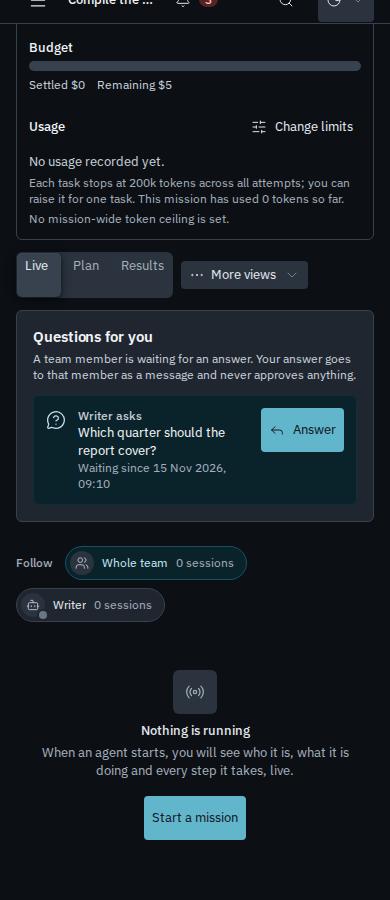 Compile the ...
3
Budget
Settled $0 Remaining $5
Usage
Change limits
No usage recorded yet.
Each task stops at 200k tokens across all attempts; you can
raise it for one task. This mission has used 0 tokens so far.
No mission-wide token ceiling is set.
Live Plan Results
More views
Questions for you
A team member is waiting for an answer. Your answer goes
to that member as a message and never approves anything.
Writer asks
Which quarter should the
report cover?
Waiting since 15 Nov 2026,
09:10
Answer
Follow
Whole team 0 sessions
Writer 0 sessions
Nothing is running
When an agent starts, you will see who it is, what it is
doing and every step it takes, live.
Start a mission